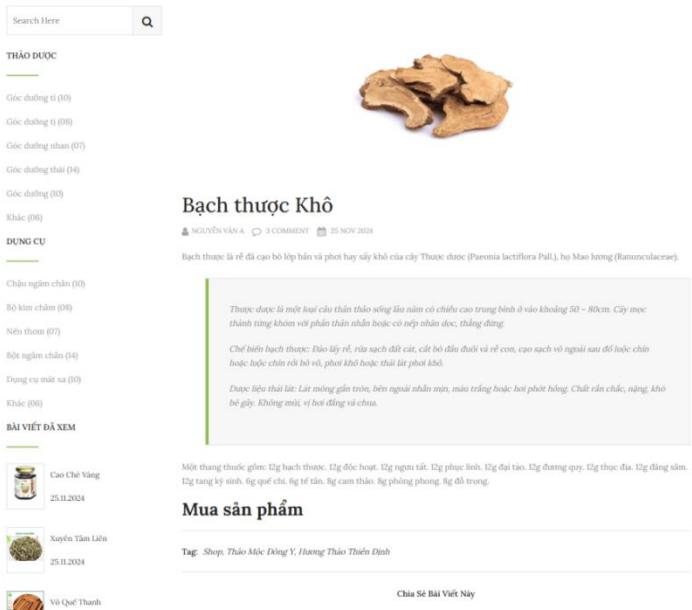 Search Here
THẢO DƯỢC
Góc dưỡng tỉ (10)
Góc dưỡng tị (08)
Góc dưỡng nhan (07)
Góc dưỡng thái (14)
Góc dưỡng (10)
Khác (06)
DỤNG CỤ
Chậu ngâm chân (10)
Bộ kim châm (08)
Nến thơm (07)
Bột ngâm chân (14)
Dụng cụ mát sa (10)
Khác (06)
BÀI VIẾT ĐÃ XEM
Cao Chè Vàng
25.11.2024
Xuyên Tâm Liên
25.11.2024
Vỏ Quế Thanh
Bạch thược Khô
NGUYỄN VĂN A 3 COMMENT 25 NOV 2024
Bạch thược là rễ đã cạo bỏ lớp bần và phơi hay sấy khô của cây Thược dược (Paeonia lactiflora Pall.), họ Mao lương (Ranunculaceae).
Thược dược là một loại câu thân thảo sống lâu năm có chiều cao trung bình ở vào khoảng 50 – 80cm. Cây mọc
thành từng khóm với phần thân nhẵn hoặc có nếp nhăn dọc, thẳng đứng.
Chế biến bạch thược: Đào lấy rễ, rửa sạch đất cát, cắt bỏ đầu đuôi và rễ con, cạo sạch vỏ ngoài sau đó luộc chín
hoặc luộc chín rồi bỏ vỏ, phơi khô hoặc thái lát phơi khô.
Dược liệu thái lát: Lát mỏng gần tròn, bên ngoài nhẵn mịn, màu trắng hoặc hơi phớt hồng. Chất rắn chắc, nặng, khó
bẻ gãy. Không mùi, vị hơi đắng và chua.
Một thang thuốc gồm: 12g bạch thược. 12g độc hoạt. 12g ngưu tất. 12g phục linh. 12g đại táo. 12g đương quy. 12g thục địa. 12g đảng sâm.
12g tang ký sinh. 6g quế chi. 6g tế tân. 8g cam thảo. 8g phòng phong. 8g đỗ trọng.
Mua sản phẩm
Tag: Shop, Thảo Mộc Đông Y, Hương Thảo Thiền Định
Chia Sẻ Bài Viết Này